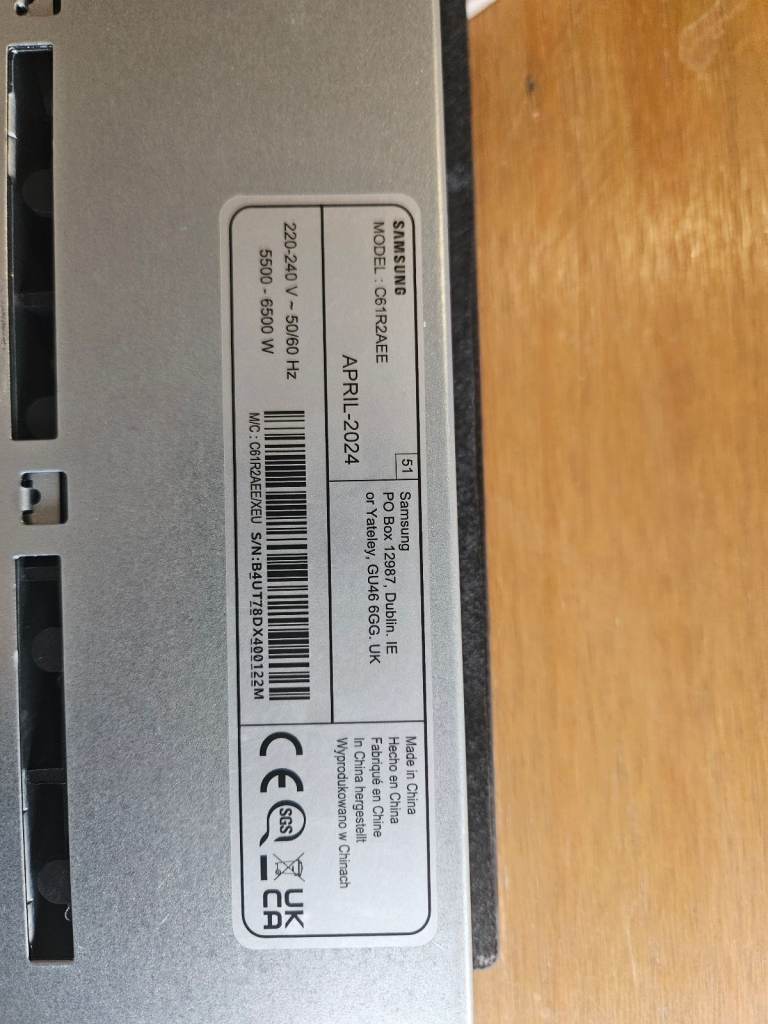 SAMSUNG
MODEL : C61R2AEE
APRIL-2024
51
Samsung
PO Box 12987, Dublin. IE
or Yateley, GU46 6GG. UK
Made in China
Hecho en China
Fabriqué en Chine
In China hergestellt
Wyprodukowano w Chinach
220-240 V ~ 50/60 Hz
5500 - 6500 W
M/C : C61R2AEE/XEU S/N:B4UT78DX400122M
CE
SGS
UK
CA